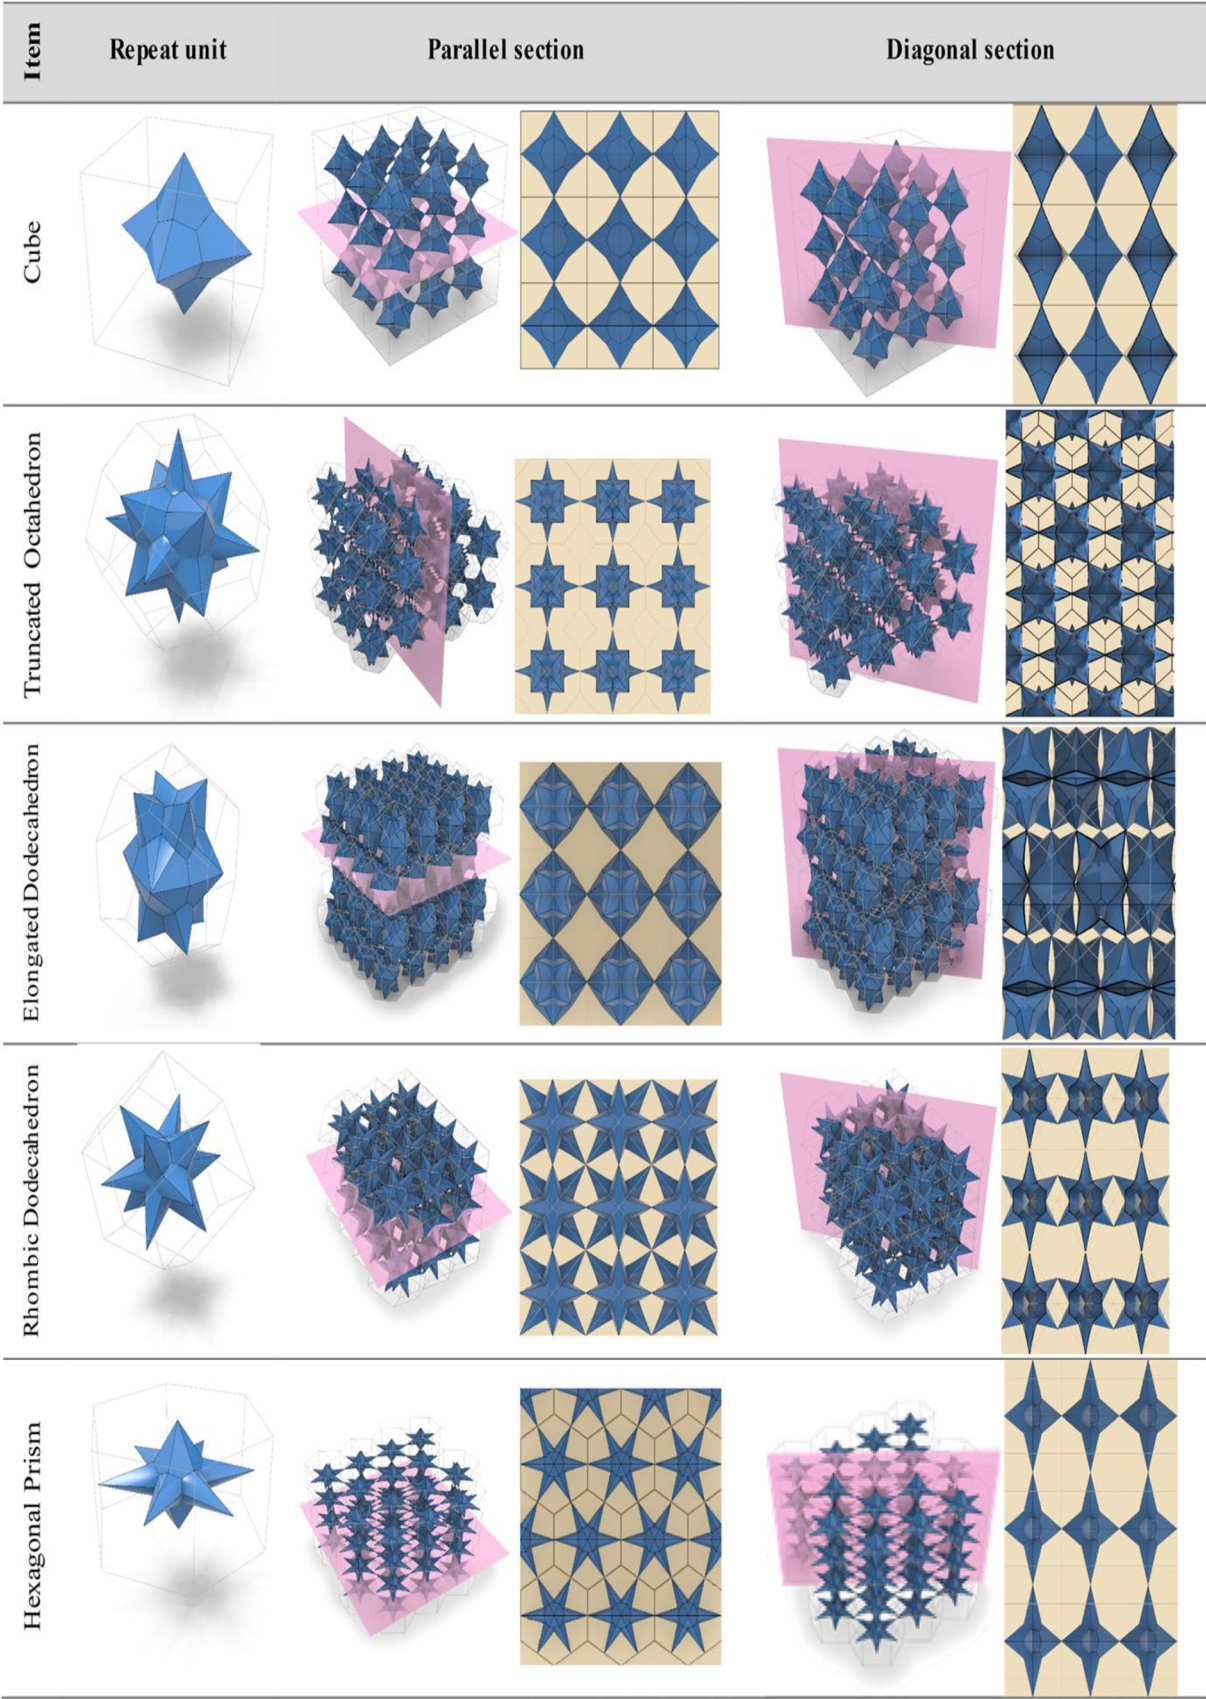 Item
Repeat unit
Parallel section
Diagonal section
Cube
Truncated Octahedron
Elongated Dodecahedron
Rhombic Dodecahedron
Hexagonal Prism